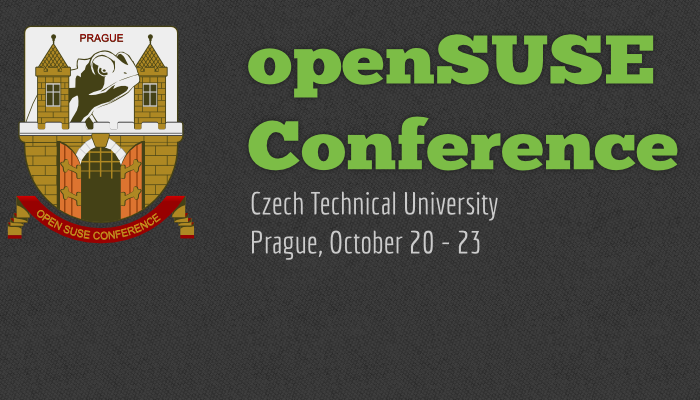 PRAGUE
OPEN SUSE CONFERENCE
openSUSE
Conference
Czech Technical University
Prague, October 20 - 23